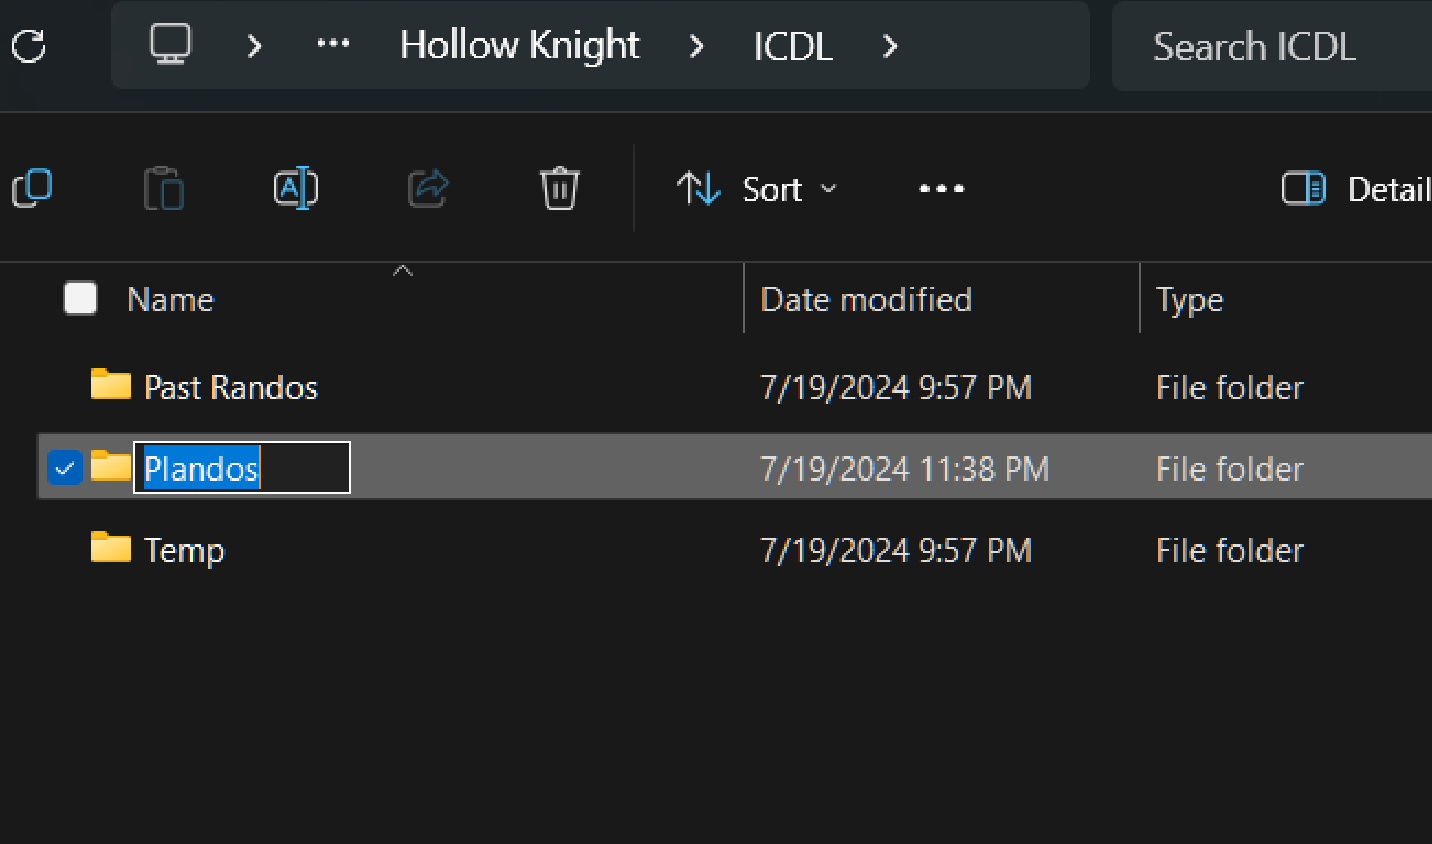 Hollow Knight > ICDL > Search ICDL
Sort Detail
Name Date modified Type
Past Randos 7/19/2024 9:57 PM File folder
Plandos 7/19/2024 11:38 PM File folder
Temp 7/19/2024 9:57 PM File folder